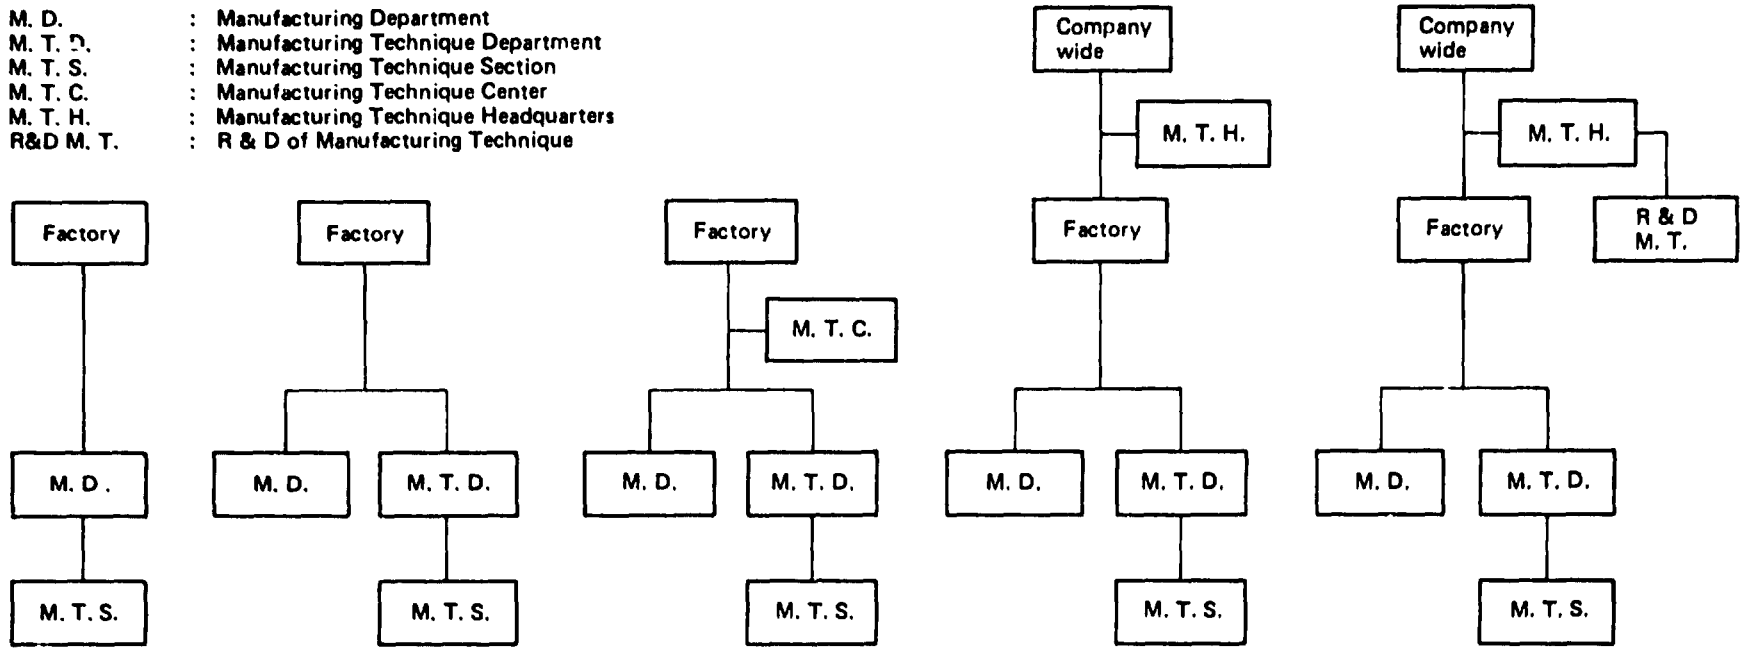 M. D. : Manufacturing Department
M. T. D. : Manufacturing Technique Department
M. T. S. : Manufacturing Technique Section
M. T. C. : Manufacturing Technique Center
M. T. H. : Manufacturing Technique Headquarters
R&D M. T. : R & D of Manufacturing Technique
Company
wide
Company
wide
M. T. H.
M. T. H.
Factory
Factory
Factory
Factory
Factory
R & D
M. T.
M. T. C.
M. D.
M. D.
M. T. D.
M. D.
M. T. D.
M. D.
M. T. D.
M. D.
M. T. D.
M. T. S.
M. T. S.
M. T. S.
M. T. S.
M. T. S.